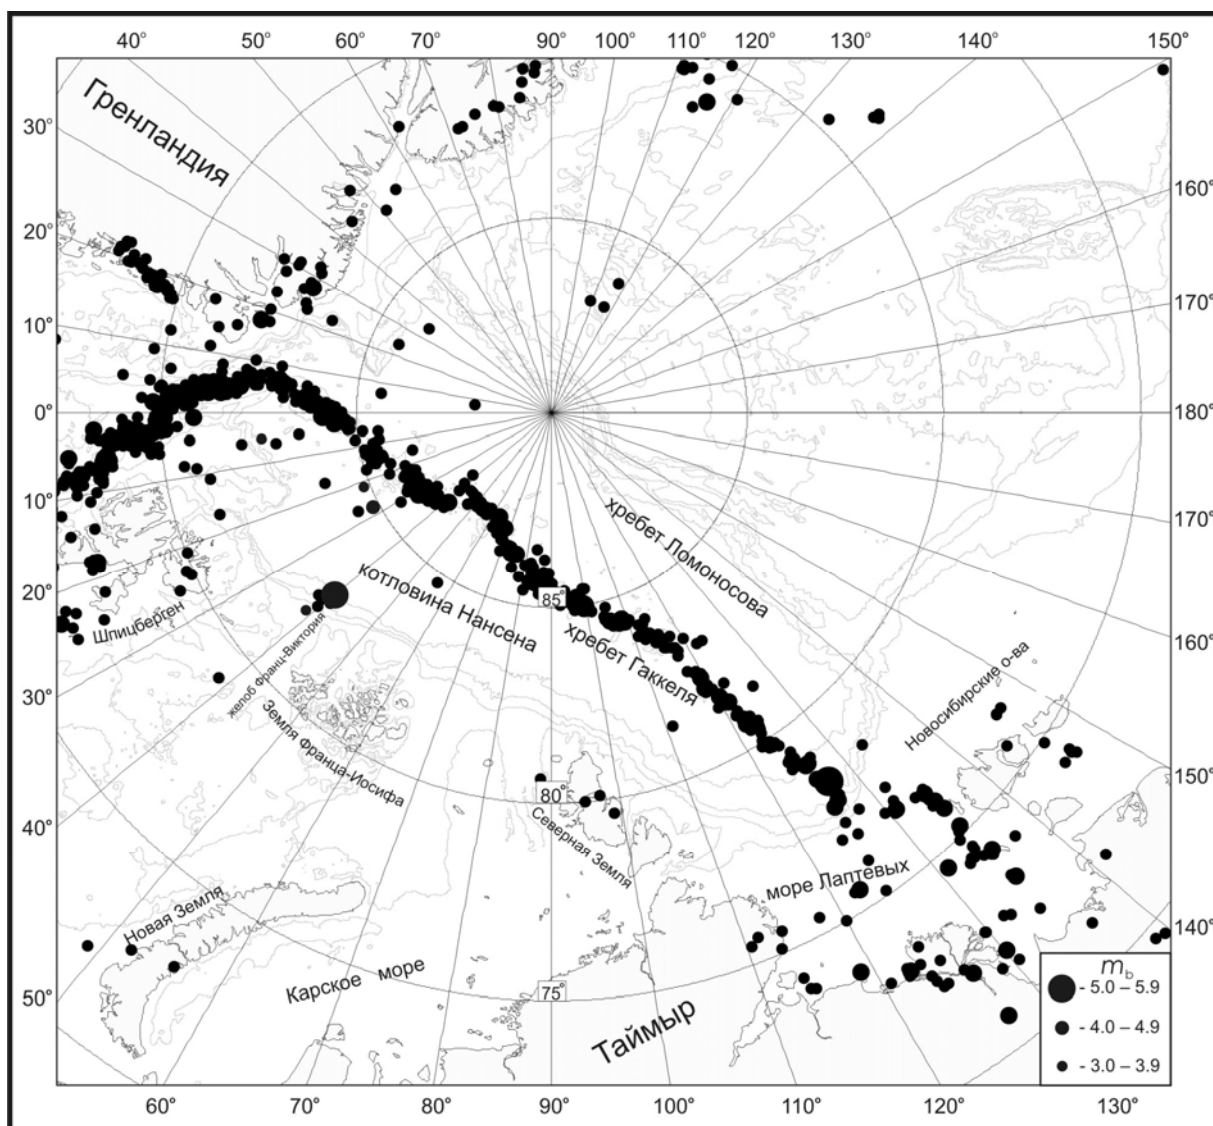 40° 50° 60° 70° 90° 100° 110° 120° 130° 140° 150°
Гренландия
30°
160°
20°
170°
10°
0°
180°
хребет Ломоносова
10°
170°
котловина Нансена
85°
хребет Гаккеля
20°
Шпицберген
желоб Франц-Виктория
Новосибирские о-ва
160°
30°
Земля Франца-Иосифа
150°
80°
Северная Земля
40°
море Лаптевых
Новая Земля
140°
Карское море
75°
50°
Таймыр
m b
- 5.0 – 5.9
- 4.0 – 4.9
- 3.0 – 3.9
60° 70° 80° 90° 100° 110° 120° 130°